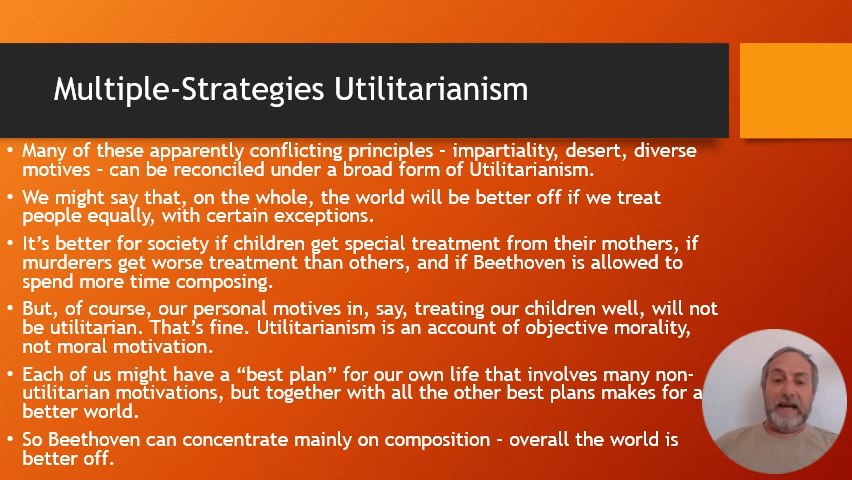 Multiple-Strategies Utilitarianism
• Many of these apparently conflicting principles – impartiality, desert, diverse
motives – can be reconciled under a broad form of Utilitarianism.
• We might say that, on the whole, the world will be better off if we treat
people equally, with certain exceptions.
• It’s better for society if children get special treatment from their mothers, if
murderers get worse treatment than others, and if Beethoven is allowed to
spend more time composing.
• But, of course, our personal motives in, say, treating our children well, will not
be utilitarian. That’s fine. Utilitarianism is an account of objective morality,
not moral motivation.
• Each of us might have a “best plan” for our own life that involves many non-
utilitarian motivations, but together with all the other best plans makes for a
better world.
• So Beethoven can concentrate mainly on composition – overall the world is
better off.